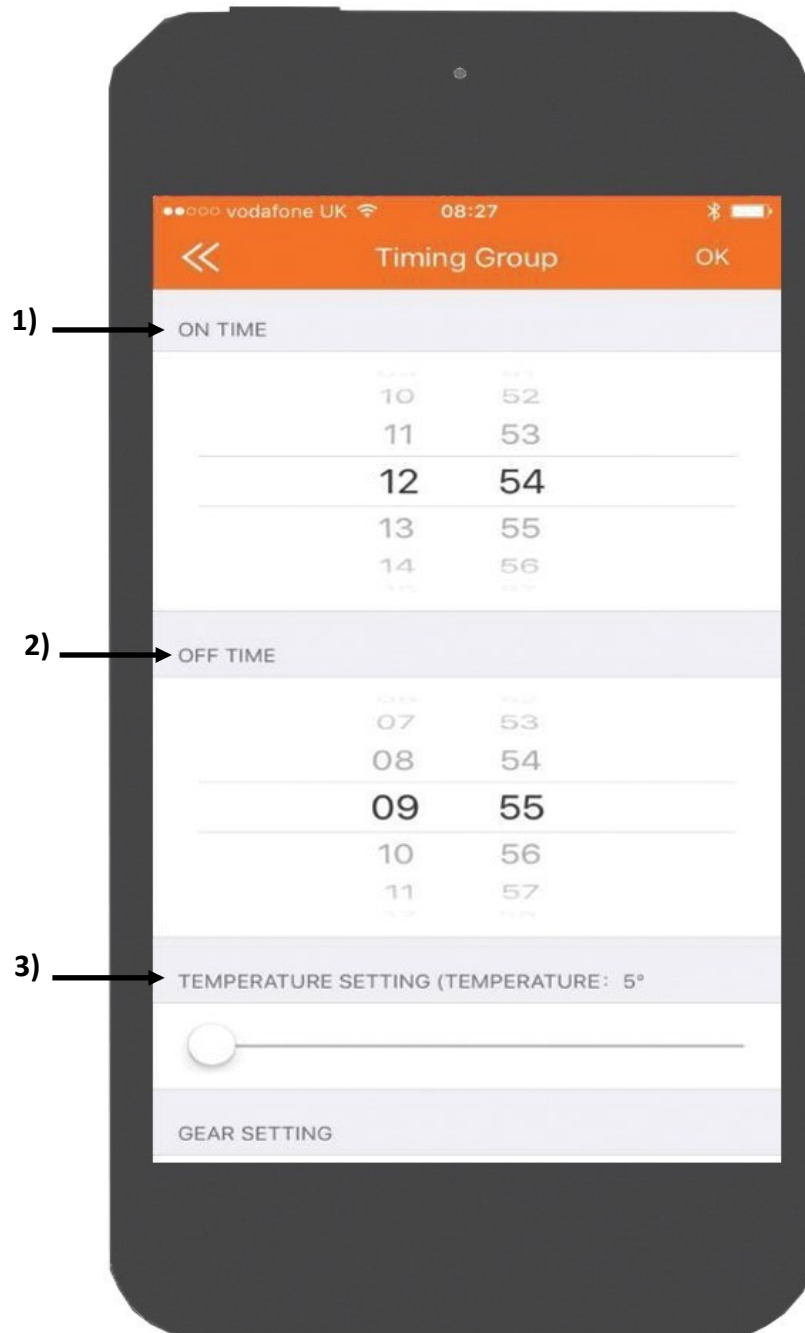 vodafone UK 08:27
Timing Group OK
1) ON TIME
10 52
11 53
12 54
13 55
14 56
2) OFF TIME
07 53
08 54
09 55
10 56
11 57
3) TEMPERATURE SETTING (TEMPERATURE: 5°
GEAR SETTING